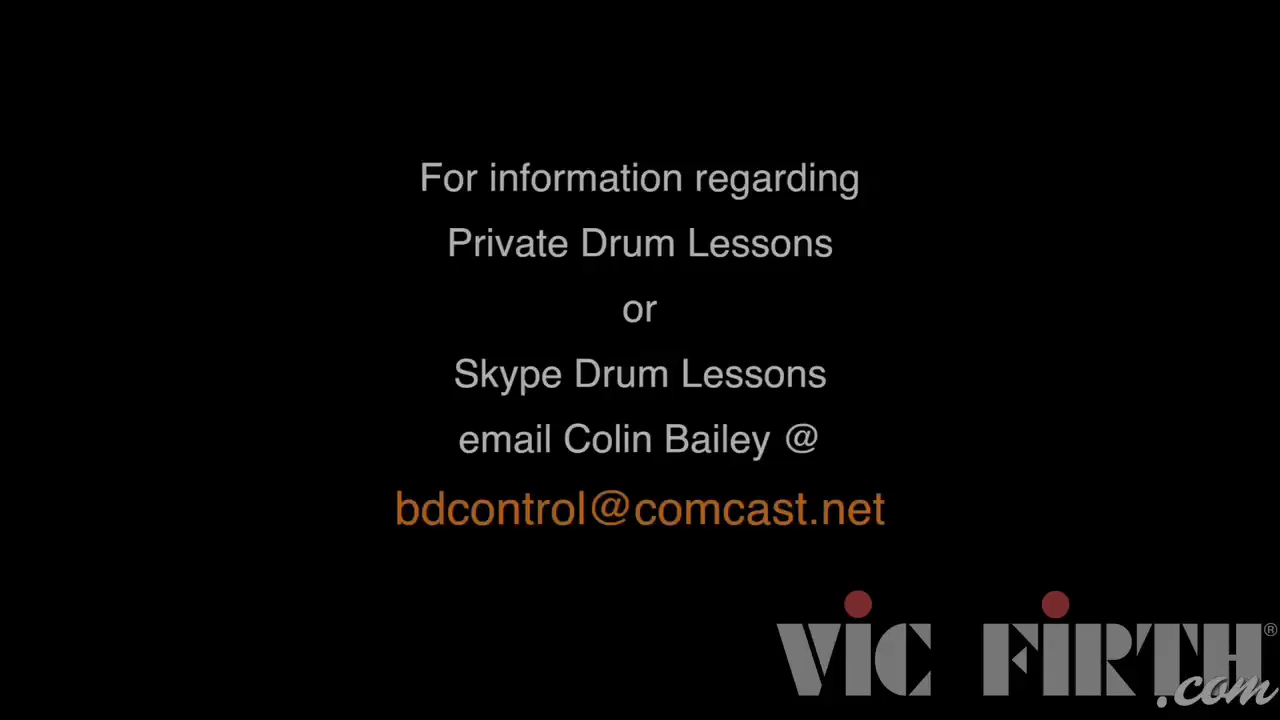 For information regarding
Private Drum Lessons
or
Skype Drum Lessons
email Colin Bailey @
bdcontrol@comcast.net
VIC FIRTH®
.com